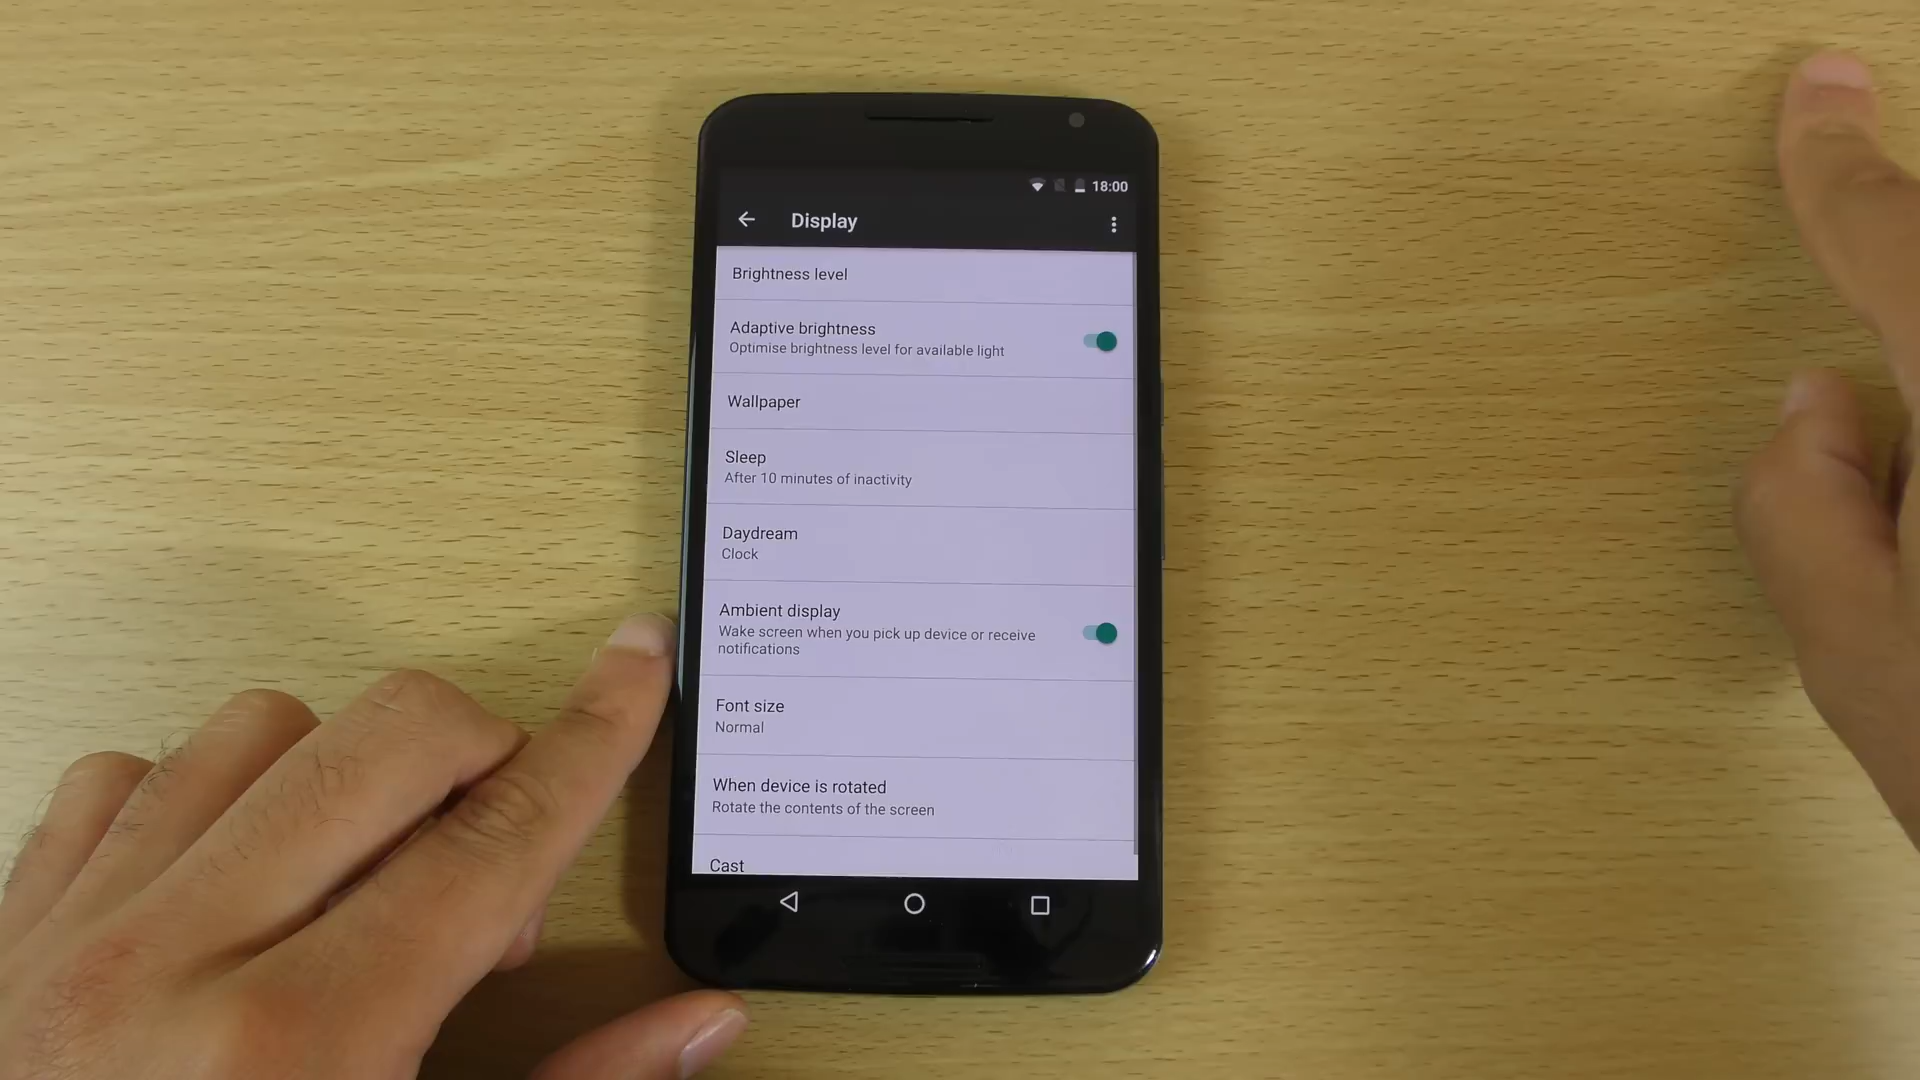 18:00
Display
Brightness level
Adaptive brightness
Optimise brightness level for available light
Wallpaper
Sleep
After 10 minutes of inactivity
Daydream
Clock
Ambient display
Wake screen when you pick up device or receive
notifications
Font size
Normal
When device is rotated
Rotate the contents of the screen
Cast